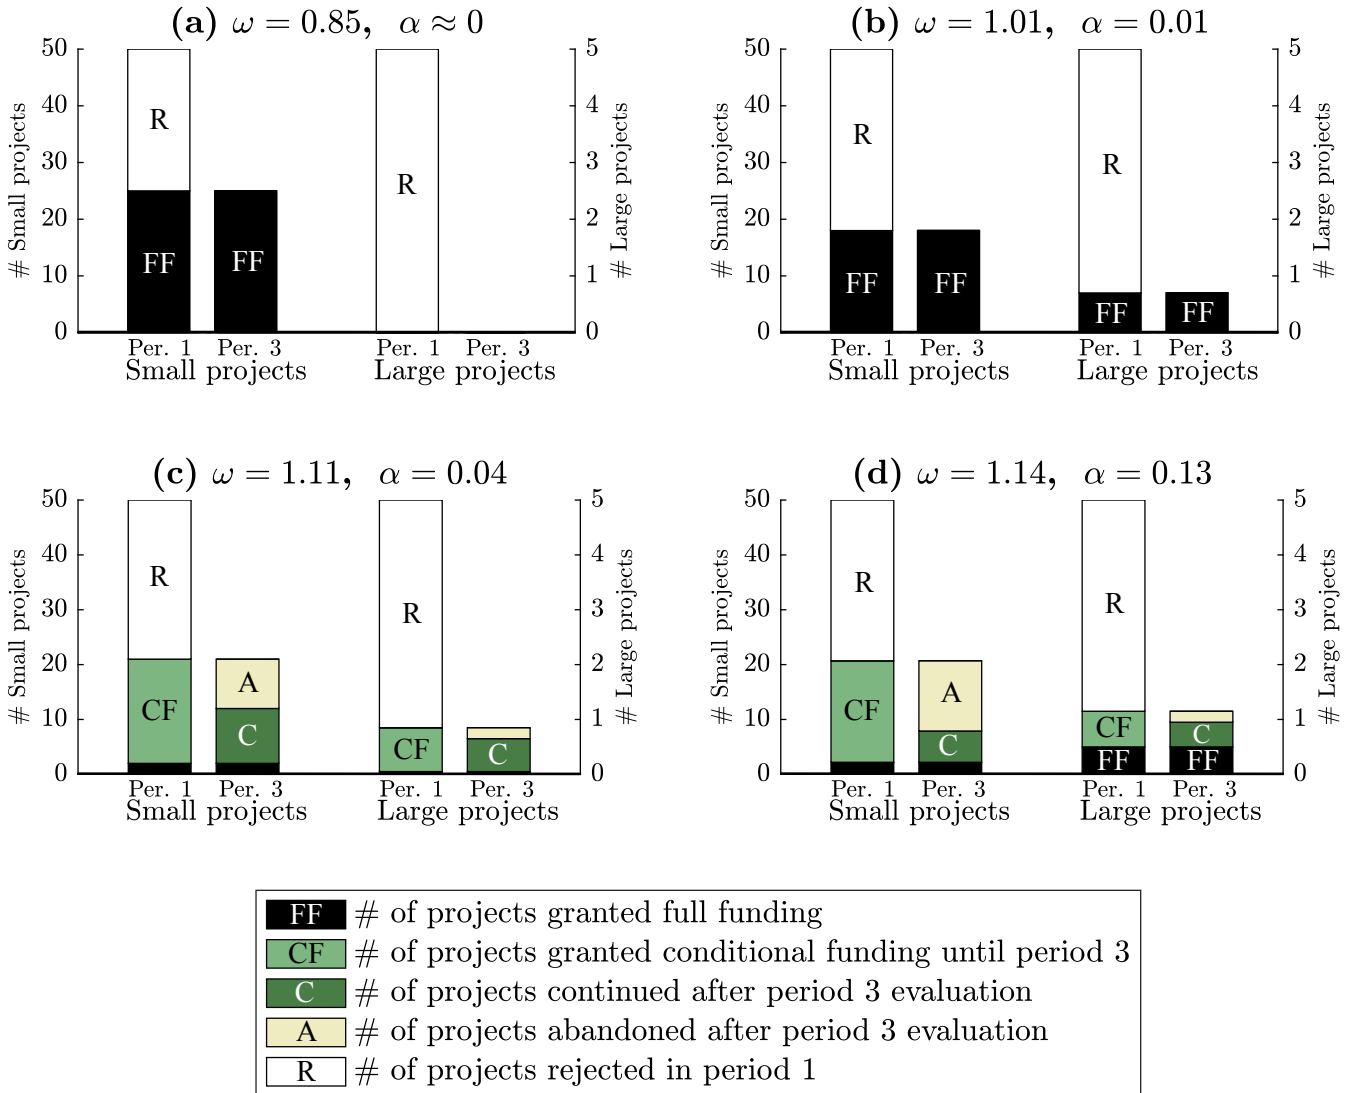 (a) ω = 0.85, α ≈ 0
50
40
30
20
10
0
# Small projects
R
FF
FF
R
5
4
3
2
1
0
# Large projects
Per. 1 Per. 3 Per. 1 Per. 3
Small projects Large projects
(b) ω = 1.01, α = 0.01
50
40
30
20
10
0
# Small projects
R
FF
FF
R
FF
FF
5
4
3
2
1
0
# Large projects
Per. 1 Per. 3 Per. 1 Per. 3
Small projects Large projects
(c) ω = 1.11, α = 0.04
50
40
30
20
10
0
# Small projects
R
CF
A
C
R
CF
C
5
4
3
2
1
0
# Large projects
Per. 1 Per. 3 Per. 1 Per. 3
Small projects Large projects
(d) ω = 1.14, α = 0.13
50
40
30
20
10
0
# Small projects
R
CF
A
C
R
CF
FF
C
FF
5
4
3
2
1
0
# Large projects
Per. 1 Per. 3 Per. 1 Per. 3
Small projects Large projects
FF # of projects granted full funding
CF # of projects granted conditional funding until period 3
C # of projects continued after period 3 evaluation
A # of projects abandoned after period 3 evaluation
R # of projects rejected in period 1